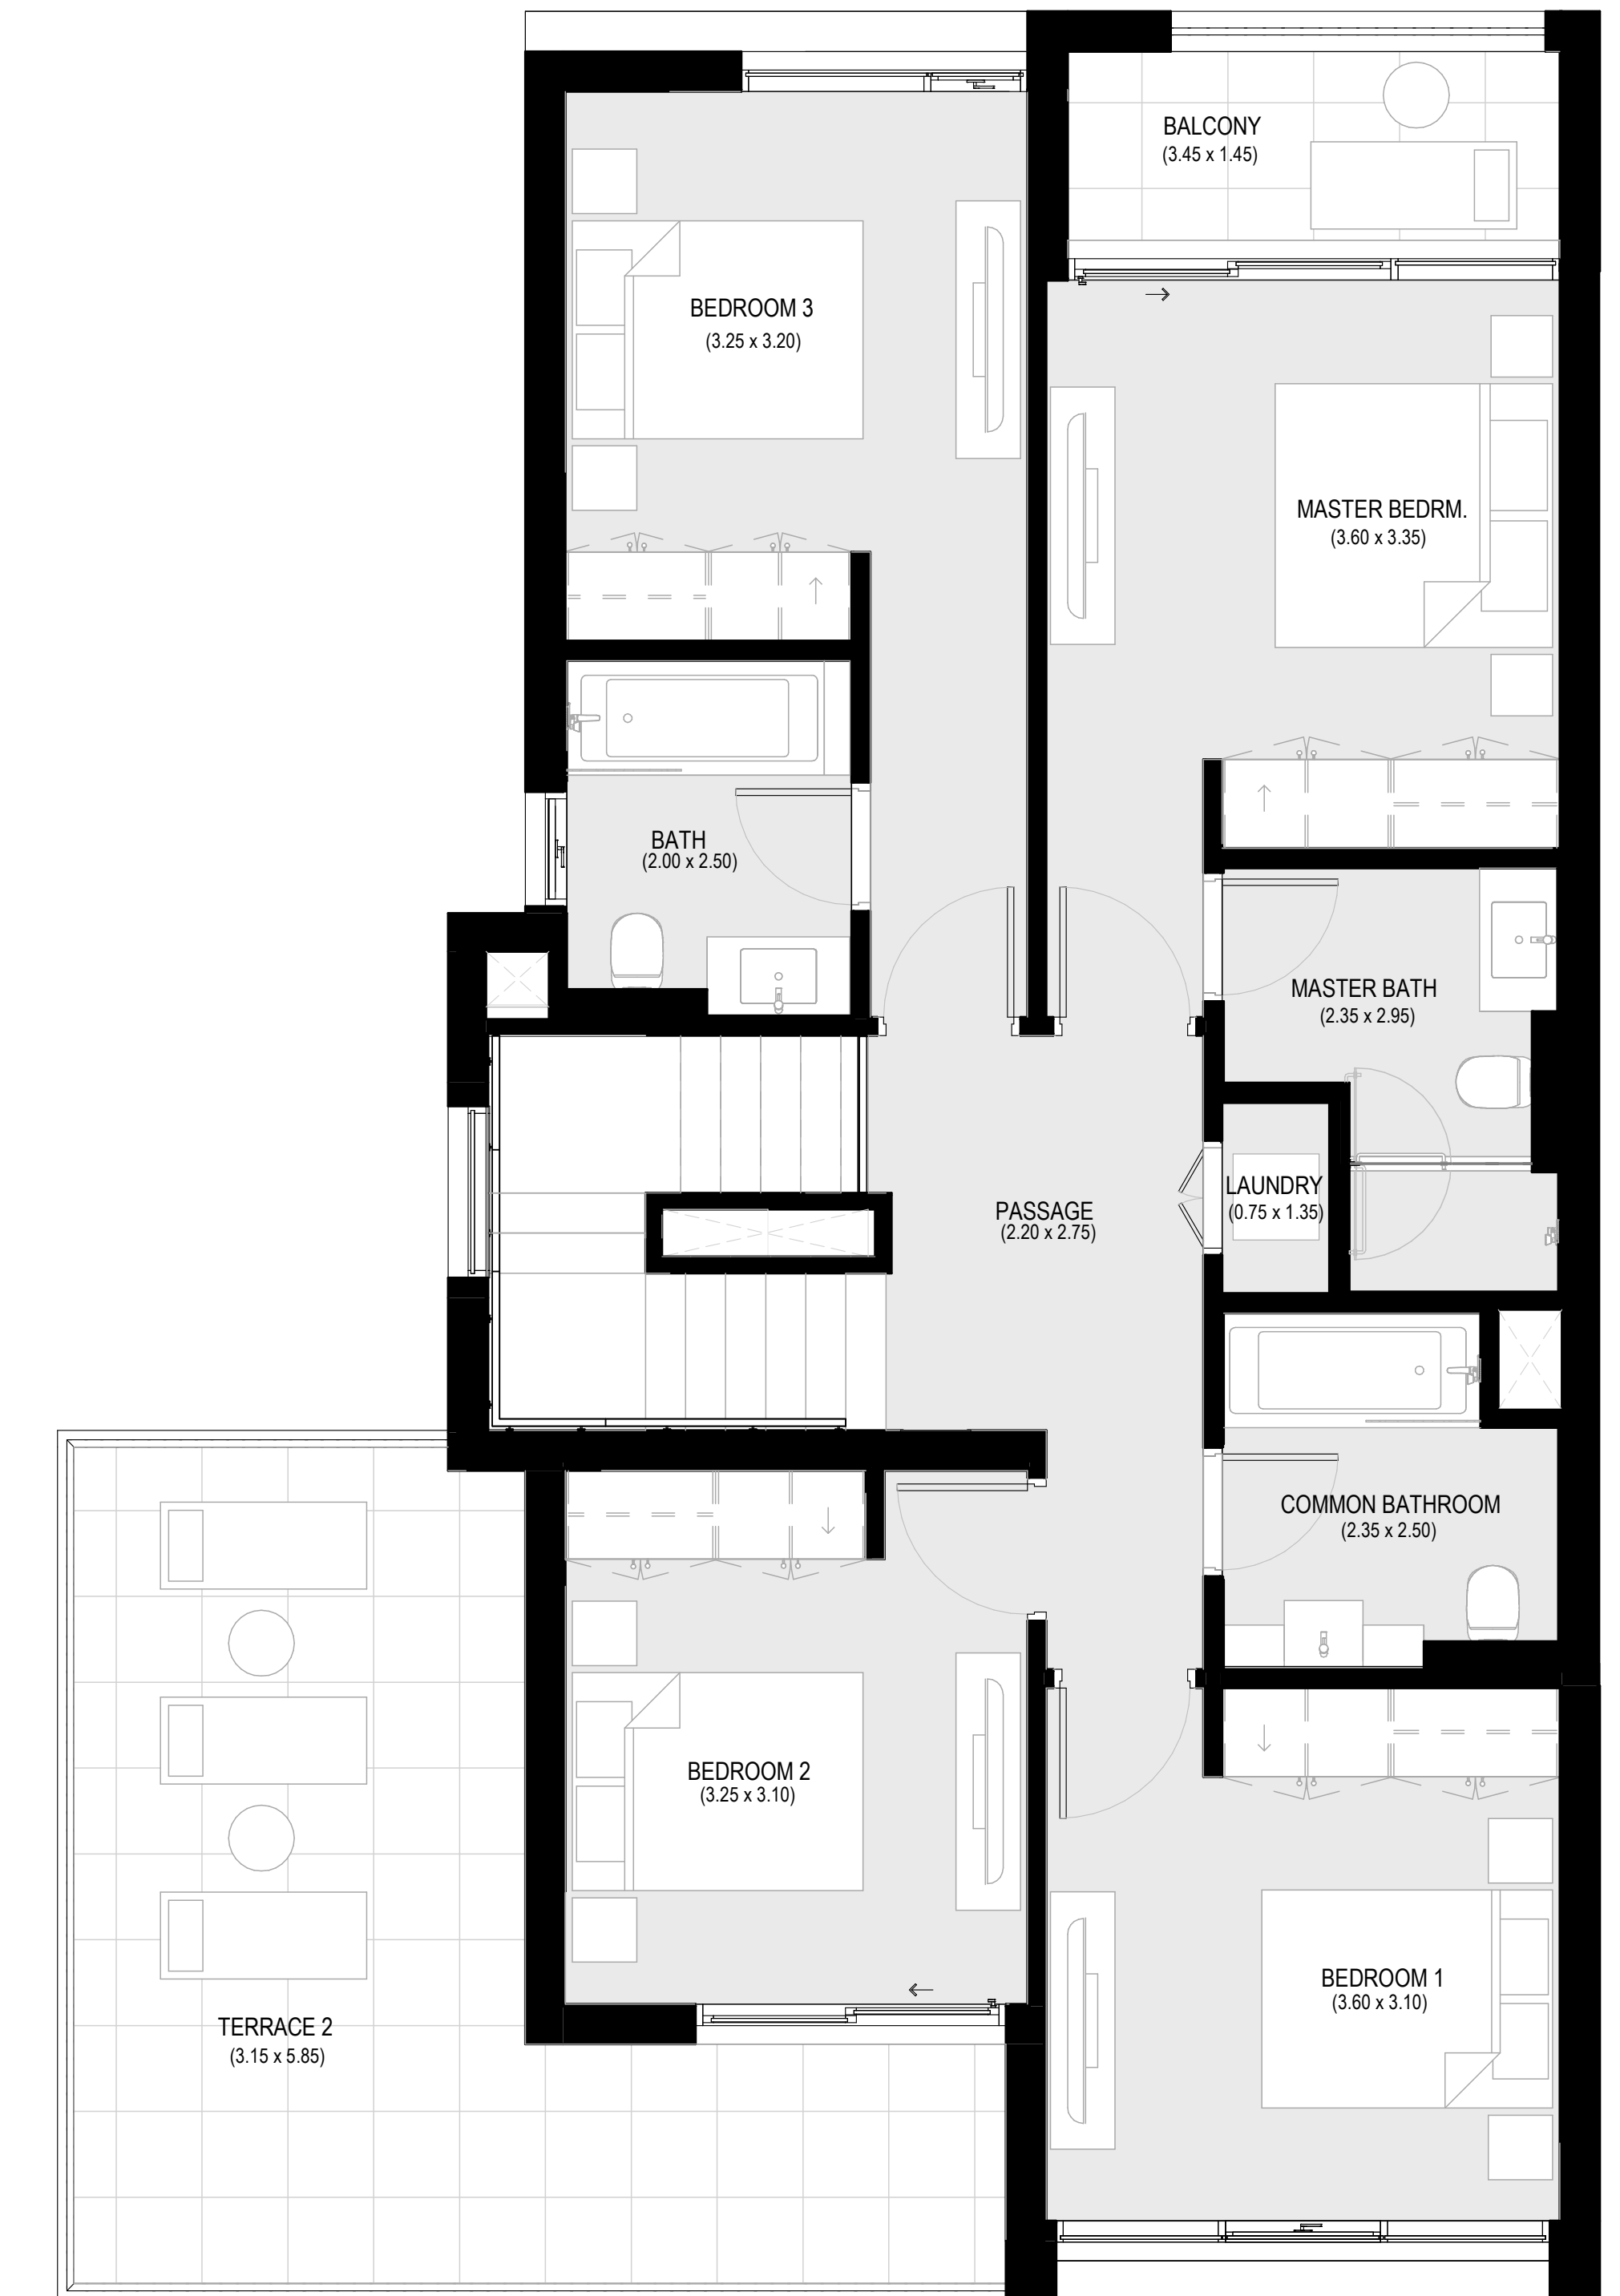 BALCONY
(3.45 x 1.45)
BEDROOM 3
(3.25 x 3.20)
MASTER BEDRM.
(3.60 x 3.35)
BATH
(2.00 x 2.50)
MASTER BATH
(2.35 x 2.95)
LAUNDRY
(0.75 x 1.35)
PASSAGE
(2.20 x 2.75)
COMMON BATHROOM
(2.35 x 2.50)
BEDROOM 2
(3.25 x 3.10)
BEDROOM 1
(3.60 x 3.10)
TERRACE 2
(3.15 x 5.85)